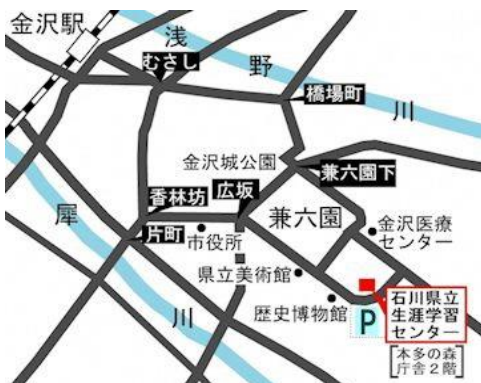 金沢駅
浅
野
川
むさし
橋場町
金沢城公園
兼六園下
香林坊
広坂
兼六園
金沢医療
センター
犀
川
片町
市役所
県立美術館
歴史博物館
P
石川県立
生涯学習
センター
本多の森
庁舎2階